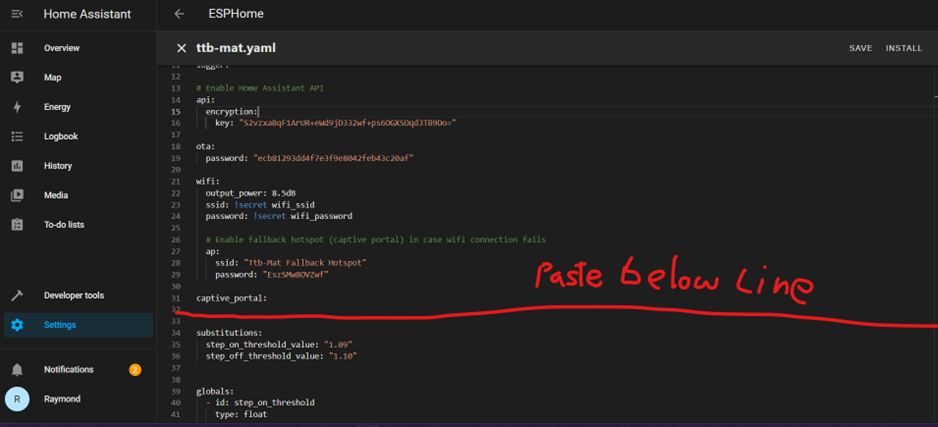 Home Assistant
ESPHome
Overview
Map
Energy
Logbook
History
Media
To-do lists
Developer tools
Settings
Notifications
2
R
Raymond
ttb-mat.yaml
SAVE
INSTALL
11 logger:
12
13 # Enable Home Assistant API
14 api:
15 encryption:
16 key: "S2vzxaBqF1ArUR+eWd9jD332wf+ps6OGXSOqd3TB9Do="
17
18 ota:
19 password: "ecb81293dd4f7e3f9e8042feb43c20af"
20
21 wifi:
22 output_power: 8.5dB
23 ssid: !secret wifi_ssid
24 password: !secret wifi_password
25
26 # Enable fallback hotspot (captive portal) in case wifi connection fails
27 ap:
28 ssid: "Ttb-Mat Fallback Hotspot"
29 password: "EszSMwBOVZwf"
30
Paste below Line
31 captive_portal:
32
33
34 substitutions:
35 step_on_threshold_value: "1.09"
36 step_off_threshold_value: "1.10"
37
38
39 globals:
40 - id: step_on_threshold
41 type: float